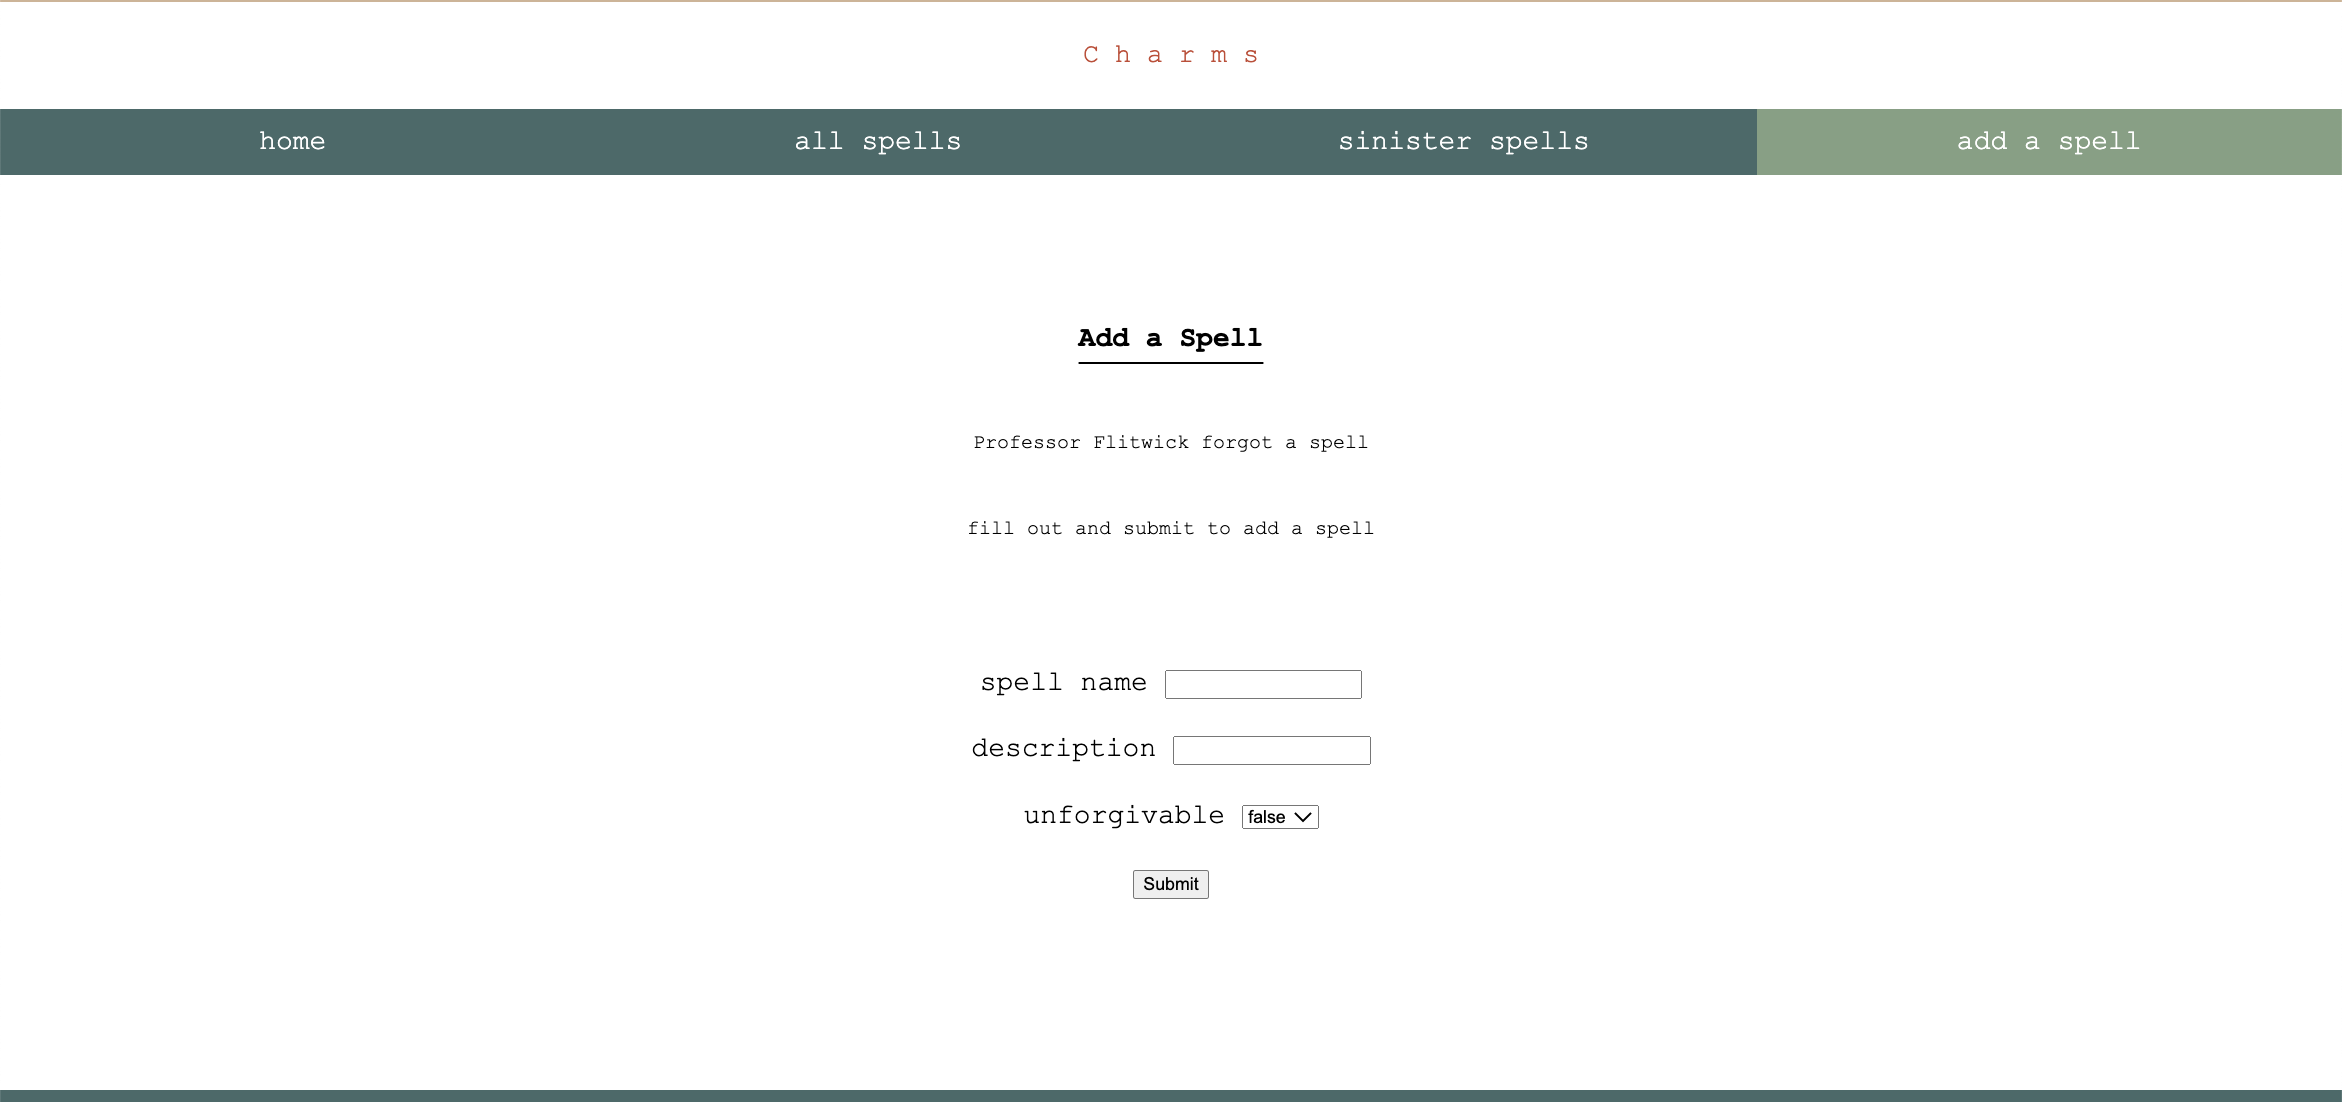 Charms
home all spells sinister spells add a spell
Add a Spell
Professor Flitwick forgot a spell
fill out and submit to add a spell
spell name
description
unforgivable false
Submit